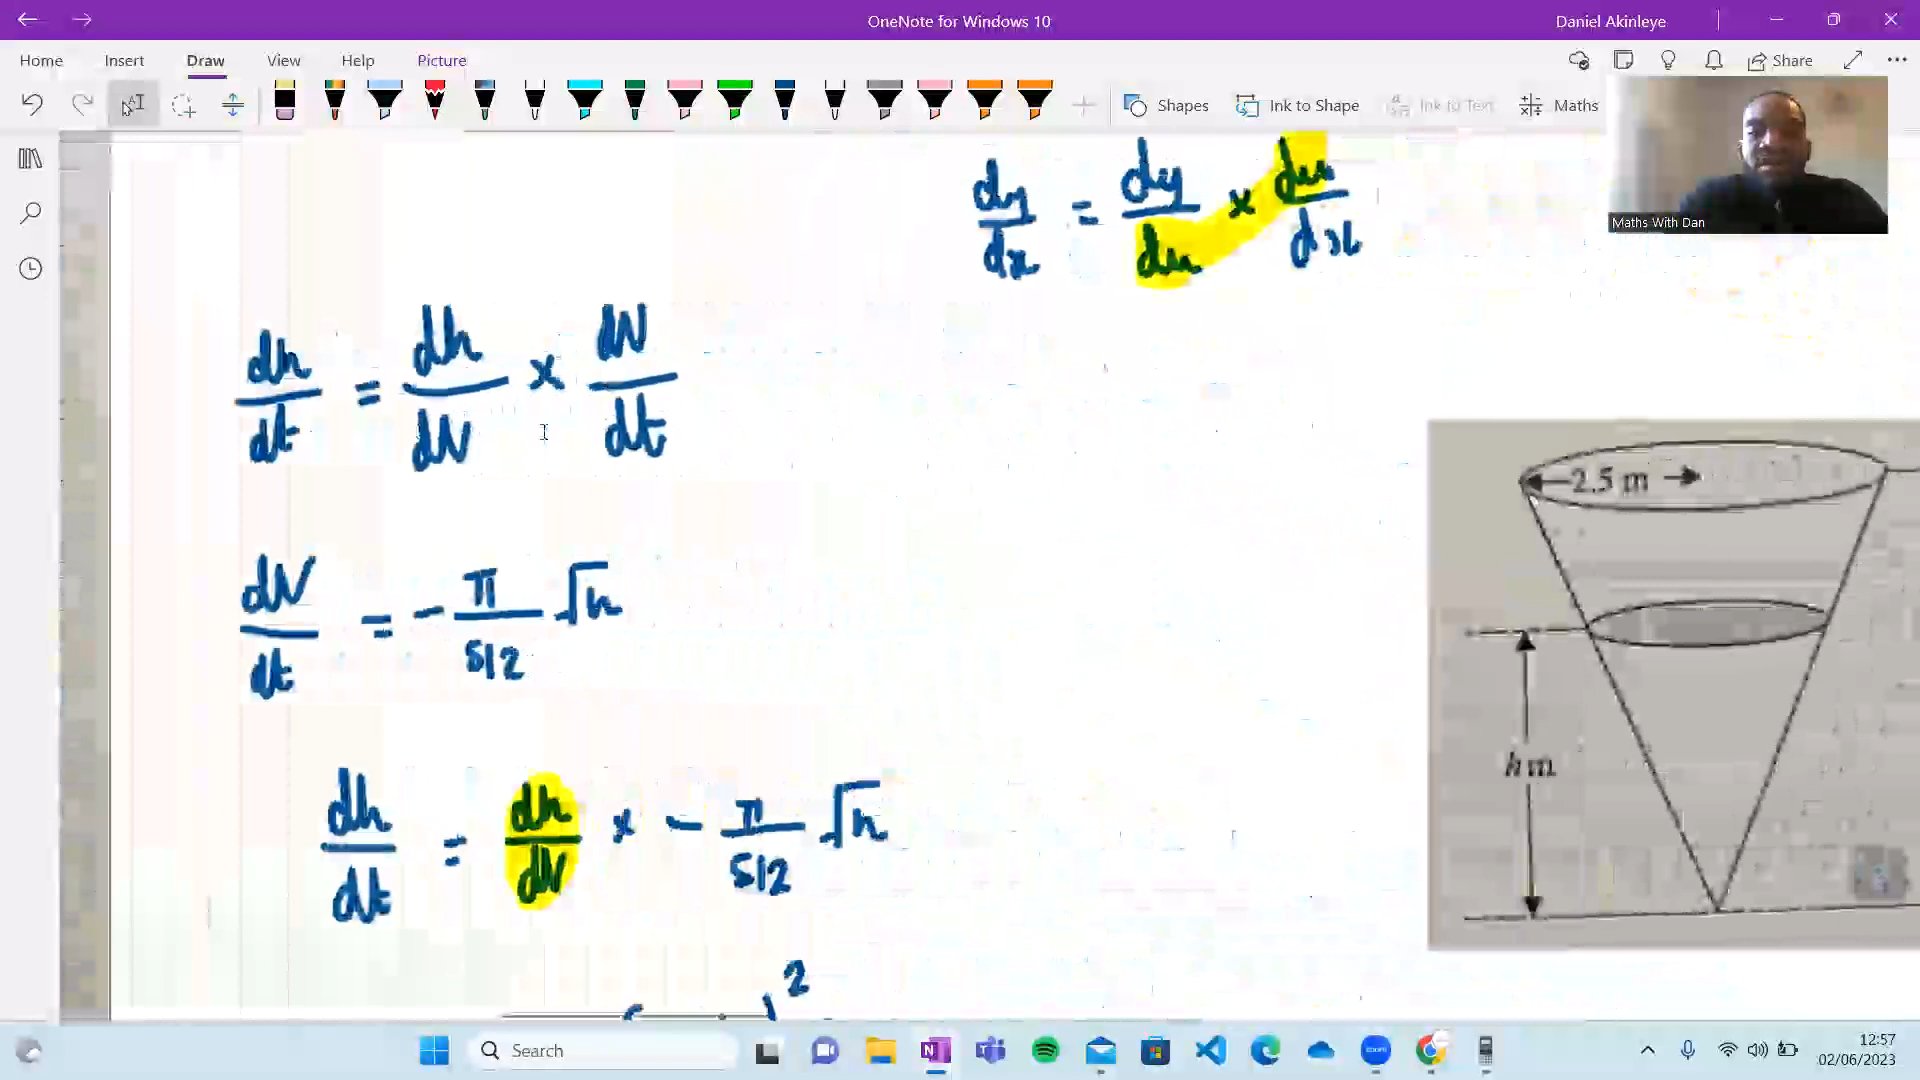 OneNote for Windows 10
Daniel Akinleye
Home Insert Draw View Help Picture
Share
Shapes Ink to Shape Ink to Text Maths
Maths With Dan
dy/dx = dy/du × du/dx
dh/dt = dh/dV × dV/dt
dV/dt = - π/512 √h
dh/dt = dh/dV × - π/512 √h
2
2.5 m
h m
Search
12:57
02/06/2023